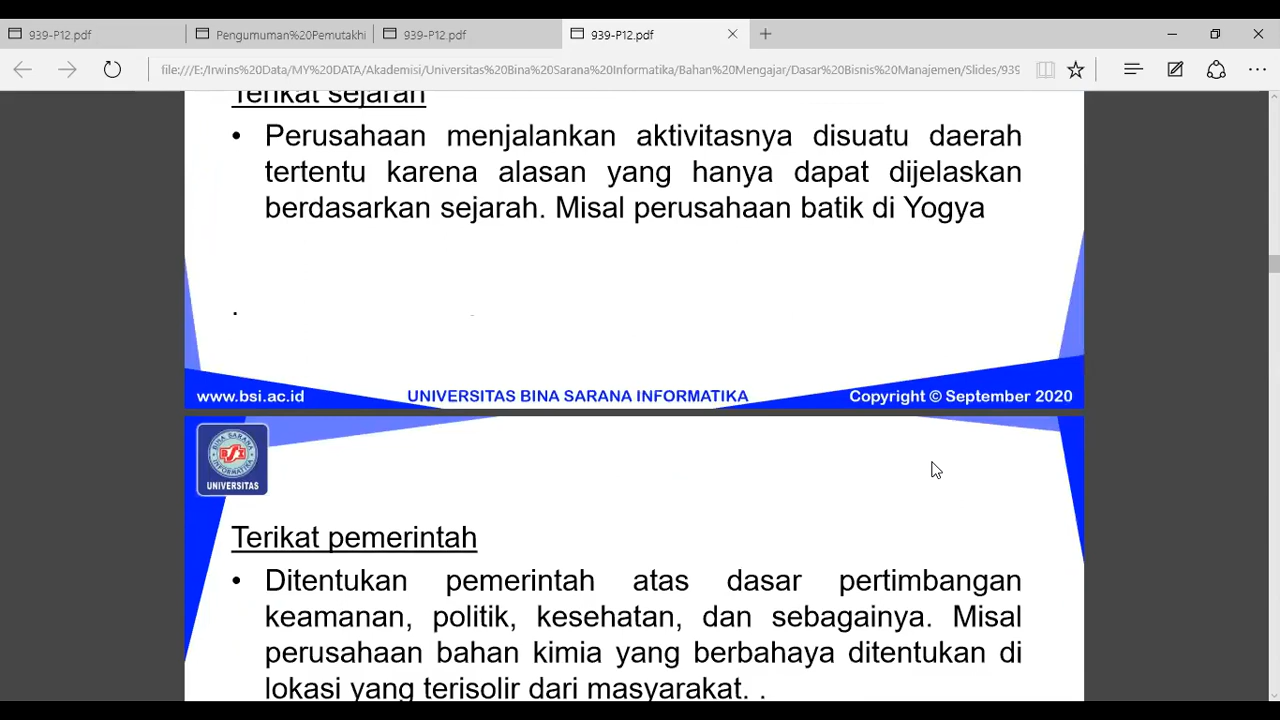 939-P12.pdf
Pengumuman%20Pemutakhi
939-P12.pdf
939-P12.pdf
file:///E:/Irwins%20Data/MY%20DATA/Akademisi/Universitas%20Bina%20Sarana%20Informatika/Bahan%20Mengajar/Dasar%20Bisnis%20Manajemen/Slides/939
Terikat sejarah
• Perusahaan menjalankan aktivitasnya disuatu daerah
tertentu karena alasan yang hanya dapat dijelaskan
berdasarkan sejarah. Misal perusahaan batik di Yogya
.
www.bsi.ac.id UNIVERSITAS BINA SARANA INFORMATIKA Copyright © September 2020
BINA SARANA
BSI
INFORMATIKA
UNIVERSITAS
Terikat pemerintah
• Ditentukan pemerintah atas dasar pertimbangan
keamanan, politik, kesehatan, dan sebagainya. Misal
perusahaan bahan kimia yang berbahaya ditentukan di
lokasi yang terisolir dari masyarakat. .